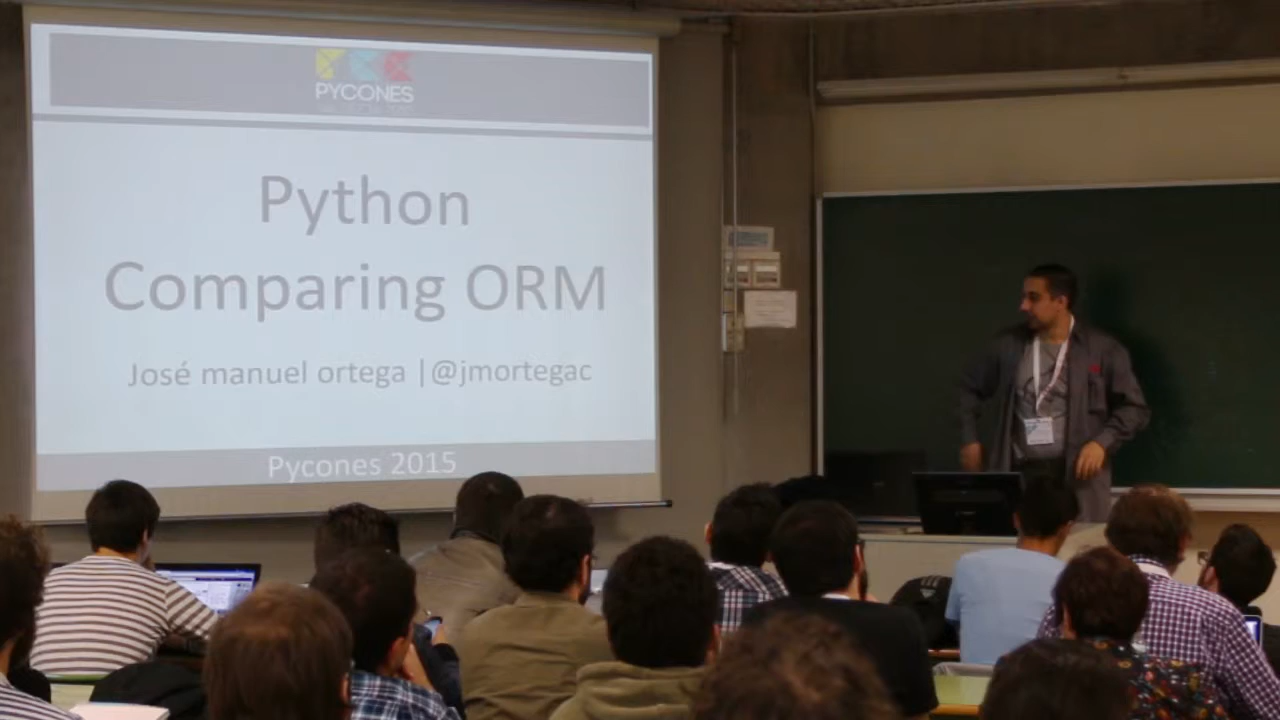 PYCONES
Python
Comparing ORM
José manuel ortega |@jmortegac
Pycones 2015